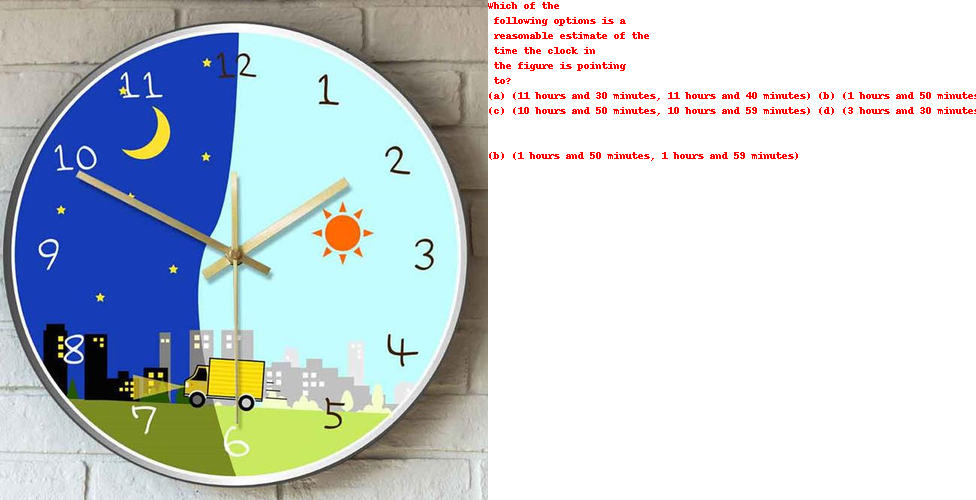 12
11
1
10
2
9
3
8
4
7
5
6
Which of the
following options is a
reasonable estimate of the
time the clock in
the figure is pointing
to?
(a) (11 hours and 30 minutes, 11 hours and 40 minutes) (b) (1 hours and 50 minutes
(c) (10 hours and 50 minutes, 10 hours and 59 minutes) (d) (3 hours and 30 minutes
(b) (1 hours and 50 minutes, 1 hours and 59 minutes)